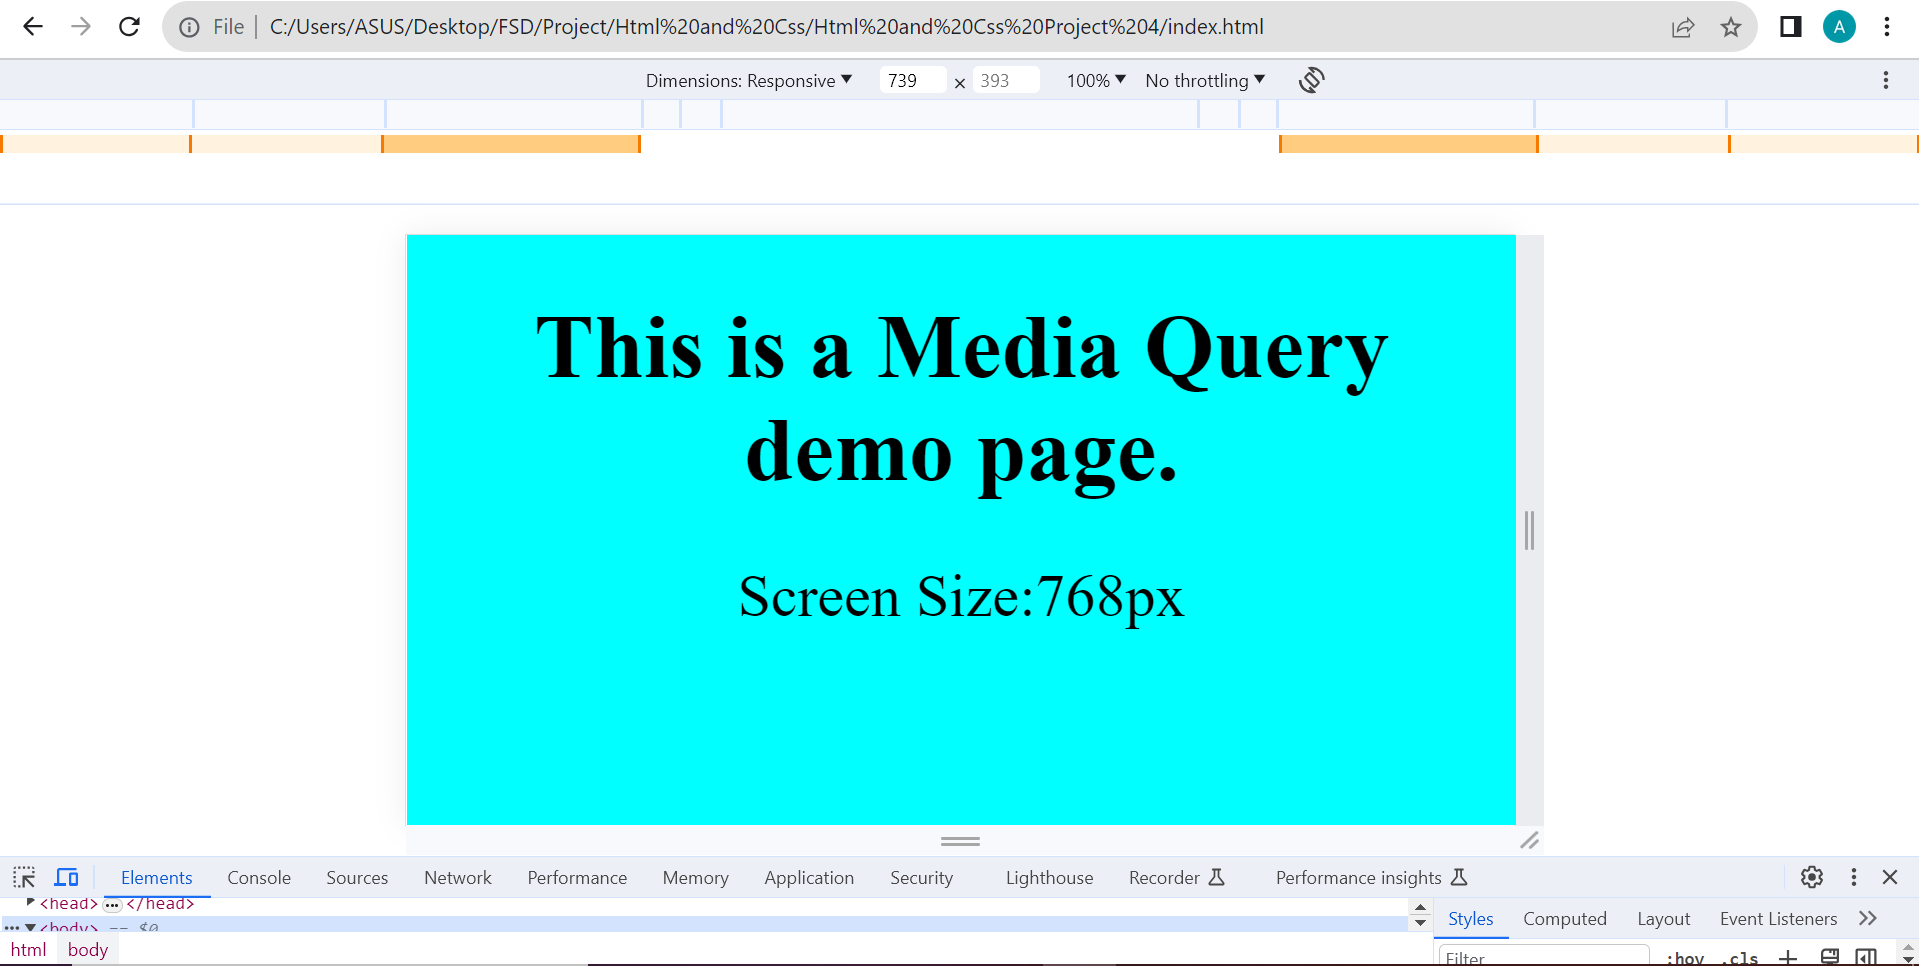 File C:/Users/ASUS/Desktop/FSD/Project/Html%20and%20Css/Html%20and%20Css%20Project%204/index.html A
Dimensions: Responsive 739 × 393 100% No throttling
This is a Media Query
demo page.
Screen Size:768px
Elements Console Sources Network Performance Memory Application Security Lighthouse Recorder Performance insights
<head> ••• </head>
••• <body> == $0
Styles Computed Layout Event Listeners
html body
Filter :hov .cls